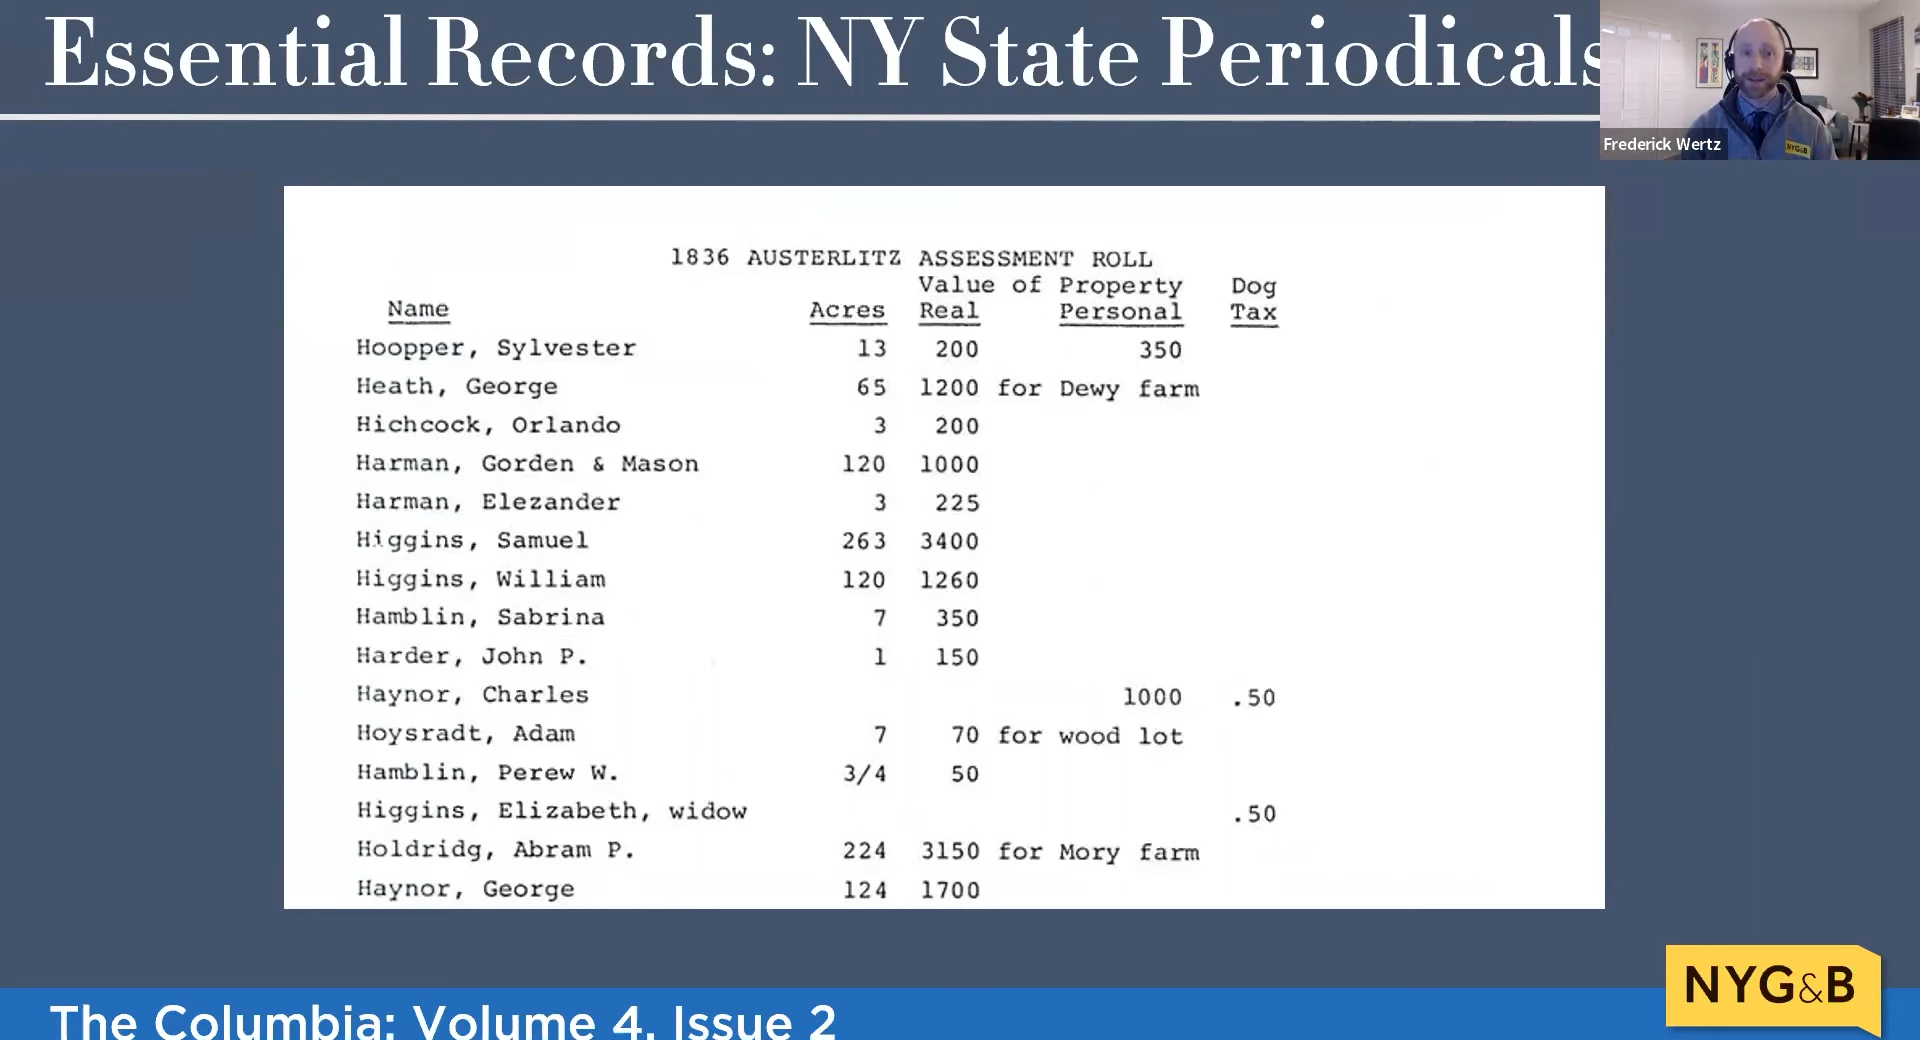 Essential Records: NY State Periodicals
Frederick Wertz
NYG&B
1836 AUSTERLITZ ASSESSMENT ROLL
Value of Property Dog
Name Acres Real Personal Tax
Hoopper, Sylvester 13 200 350
Heath, George 65 1200 for Dewy farm
Hichcock, Orlando 3 200
Harman, Gorden & Mason 120 1000
Harman, Elezander 3 225
Higgins, Samuel 263 3400
Higgins, William 120 1260
Hamblin, Sabrina 7 350
Harder, John P. 1 150
Haynor, Charles 1000 .50
Hoysradt, Adam 7 70 for wood lot
Hamblin, Perew W. 3/4 50
Higgins, Elizabeth, widow .50
Holdridg, Abram P. 224 3150 for Mory farm
Haynor, George 124 1700
NYG&B
The Columbia: Volume 4, Issue 2